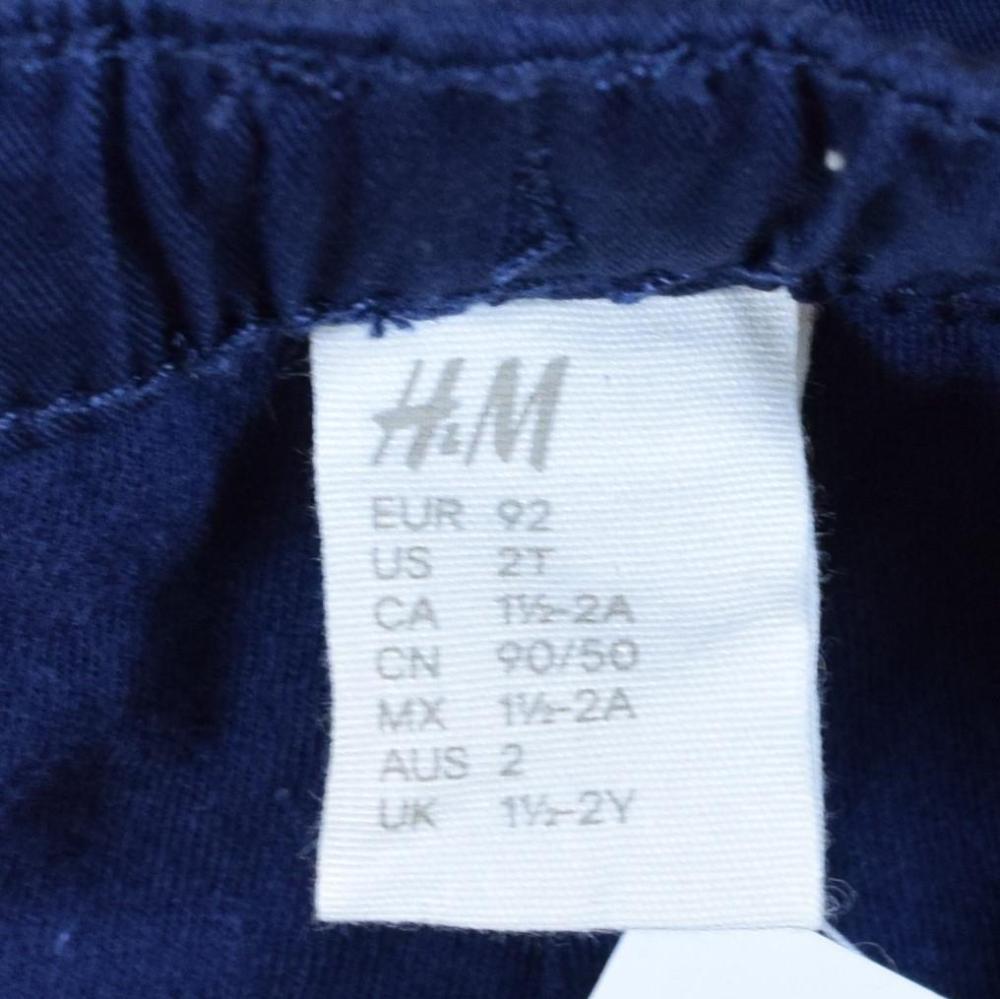 H&M
EUR 92
US 2T
CA 1½-2A
CN 90/50
MX 1½-2A
AUS 2
UK 1½-2Y